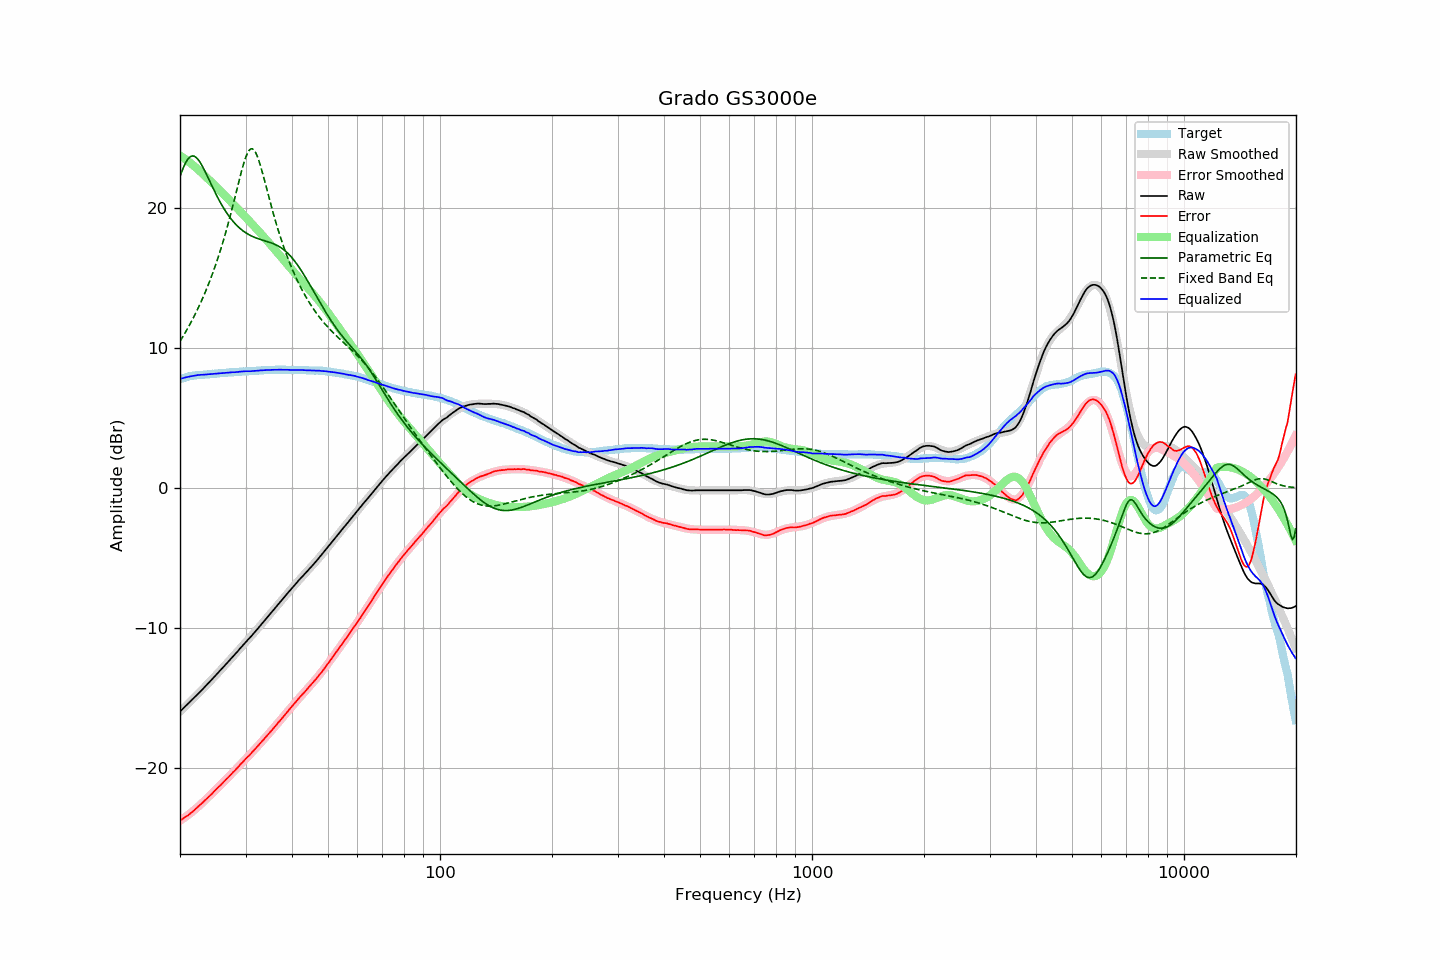 Grado GS3000e
Amplitude (dBr)
20
10
0
−10
−20
100
1000
10000
Frequency (Hz)
Target
Raw Smoothed
Error Smoothed
Raw
Error
Equalization
Parametric Eq
Fixed Band Eq
Equalized